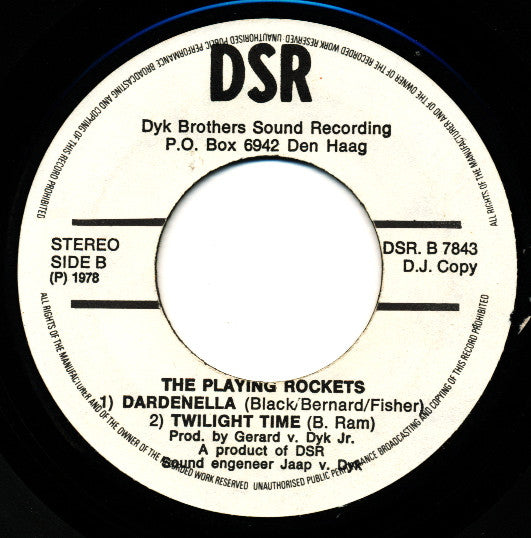 DSR
Dyk Brothers Sound Recording
P.O. Box 6942 Den Haag
STEREO
SIDE B
(P) 1978
DSR. B 7843
D.J. Copy
THE PLAYING ROCKETS
1) DARDENELLA (Black/Bernard/Fisher)
2) TWILIGHT TIME (B. Ram)
Prod. by Gerard v. Dyk Jr.
A product of DSR
Sound engeneer Jaap v. Dyk
ALL RIGHTS OF THE MANUFACTURER AND OF THE OWNER OF THE RECORDED WORK RESERVED UNAUTHORISED PUBLIC PERFORMANCE BROADCASTING AND COPYING OF THIS RECORD PROHIBITED
ALL RIGHTS OF THE MANUFACTURER AND OF THE OWNER OF THE RECORDED WORK RESERVED UNAUTHORISED PUBLIC PERFORMANCE BROADCASTING AND COPYING OF THIS RECORD PROHIBITED